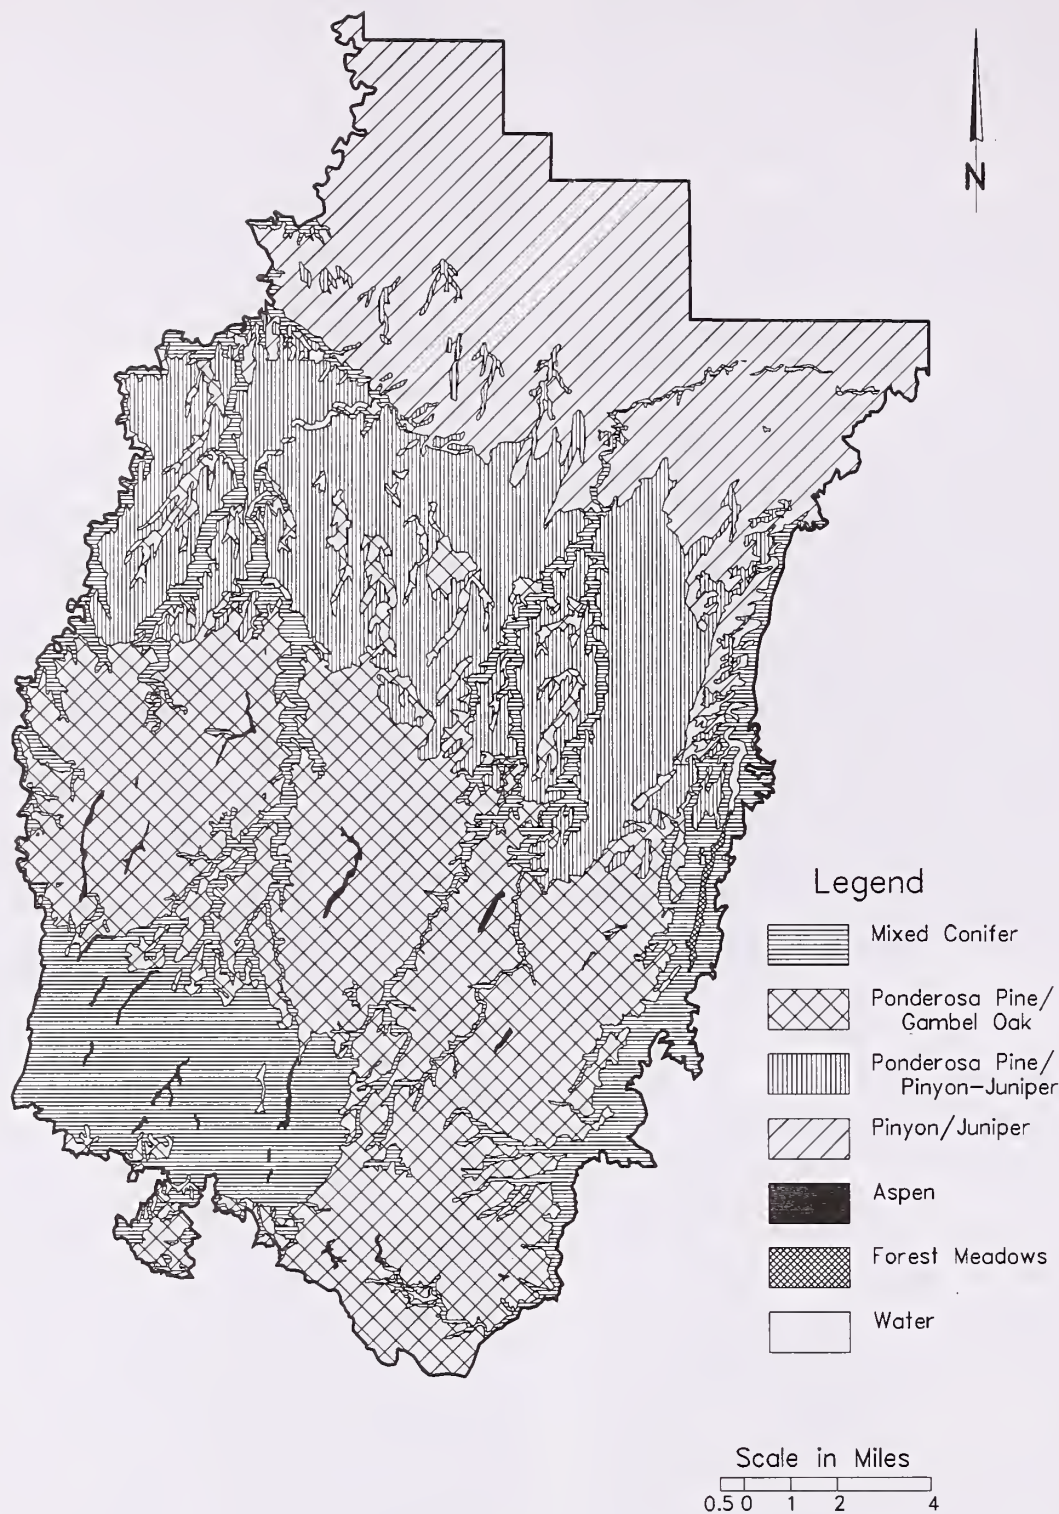 N
Legend
Mixed Conifer
Ponderosa Pine/
Gambel Oak
Ponderosa Pine/
Pinyon-Juniper
Pinyon/Juniper
Aspen
Forest Meadows
Water
Scale in Miles
0.5 0 1 2 4